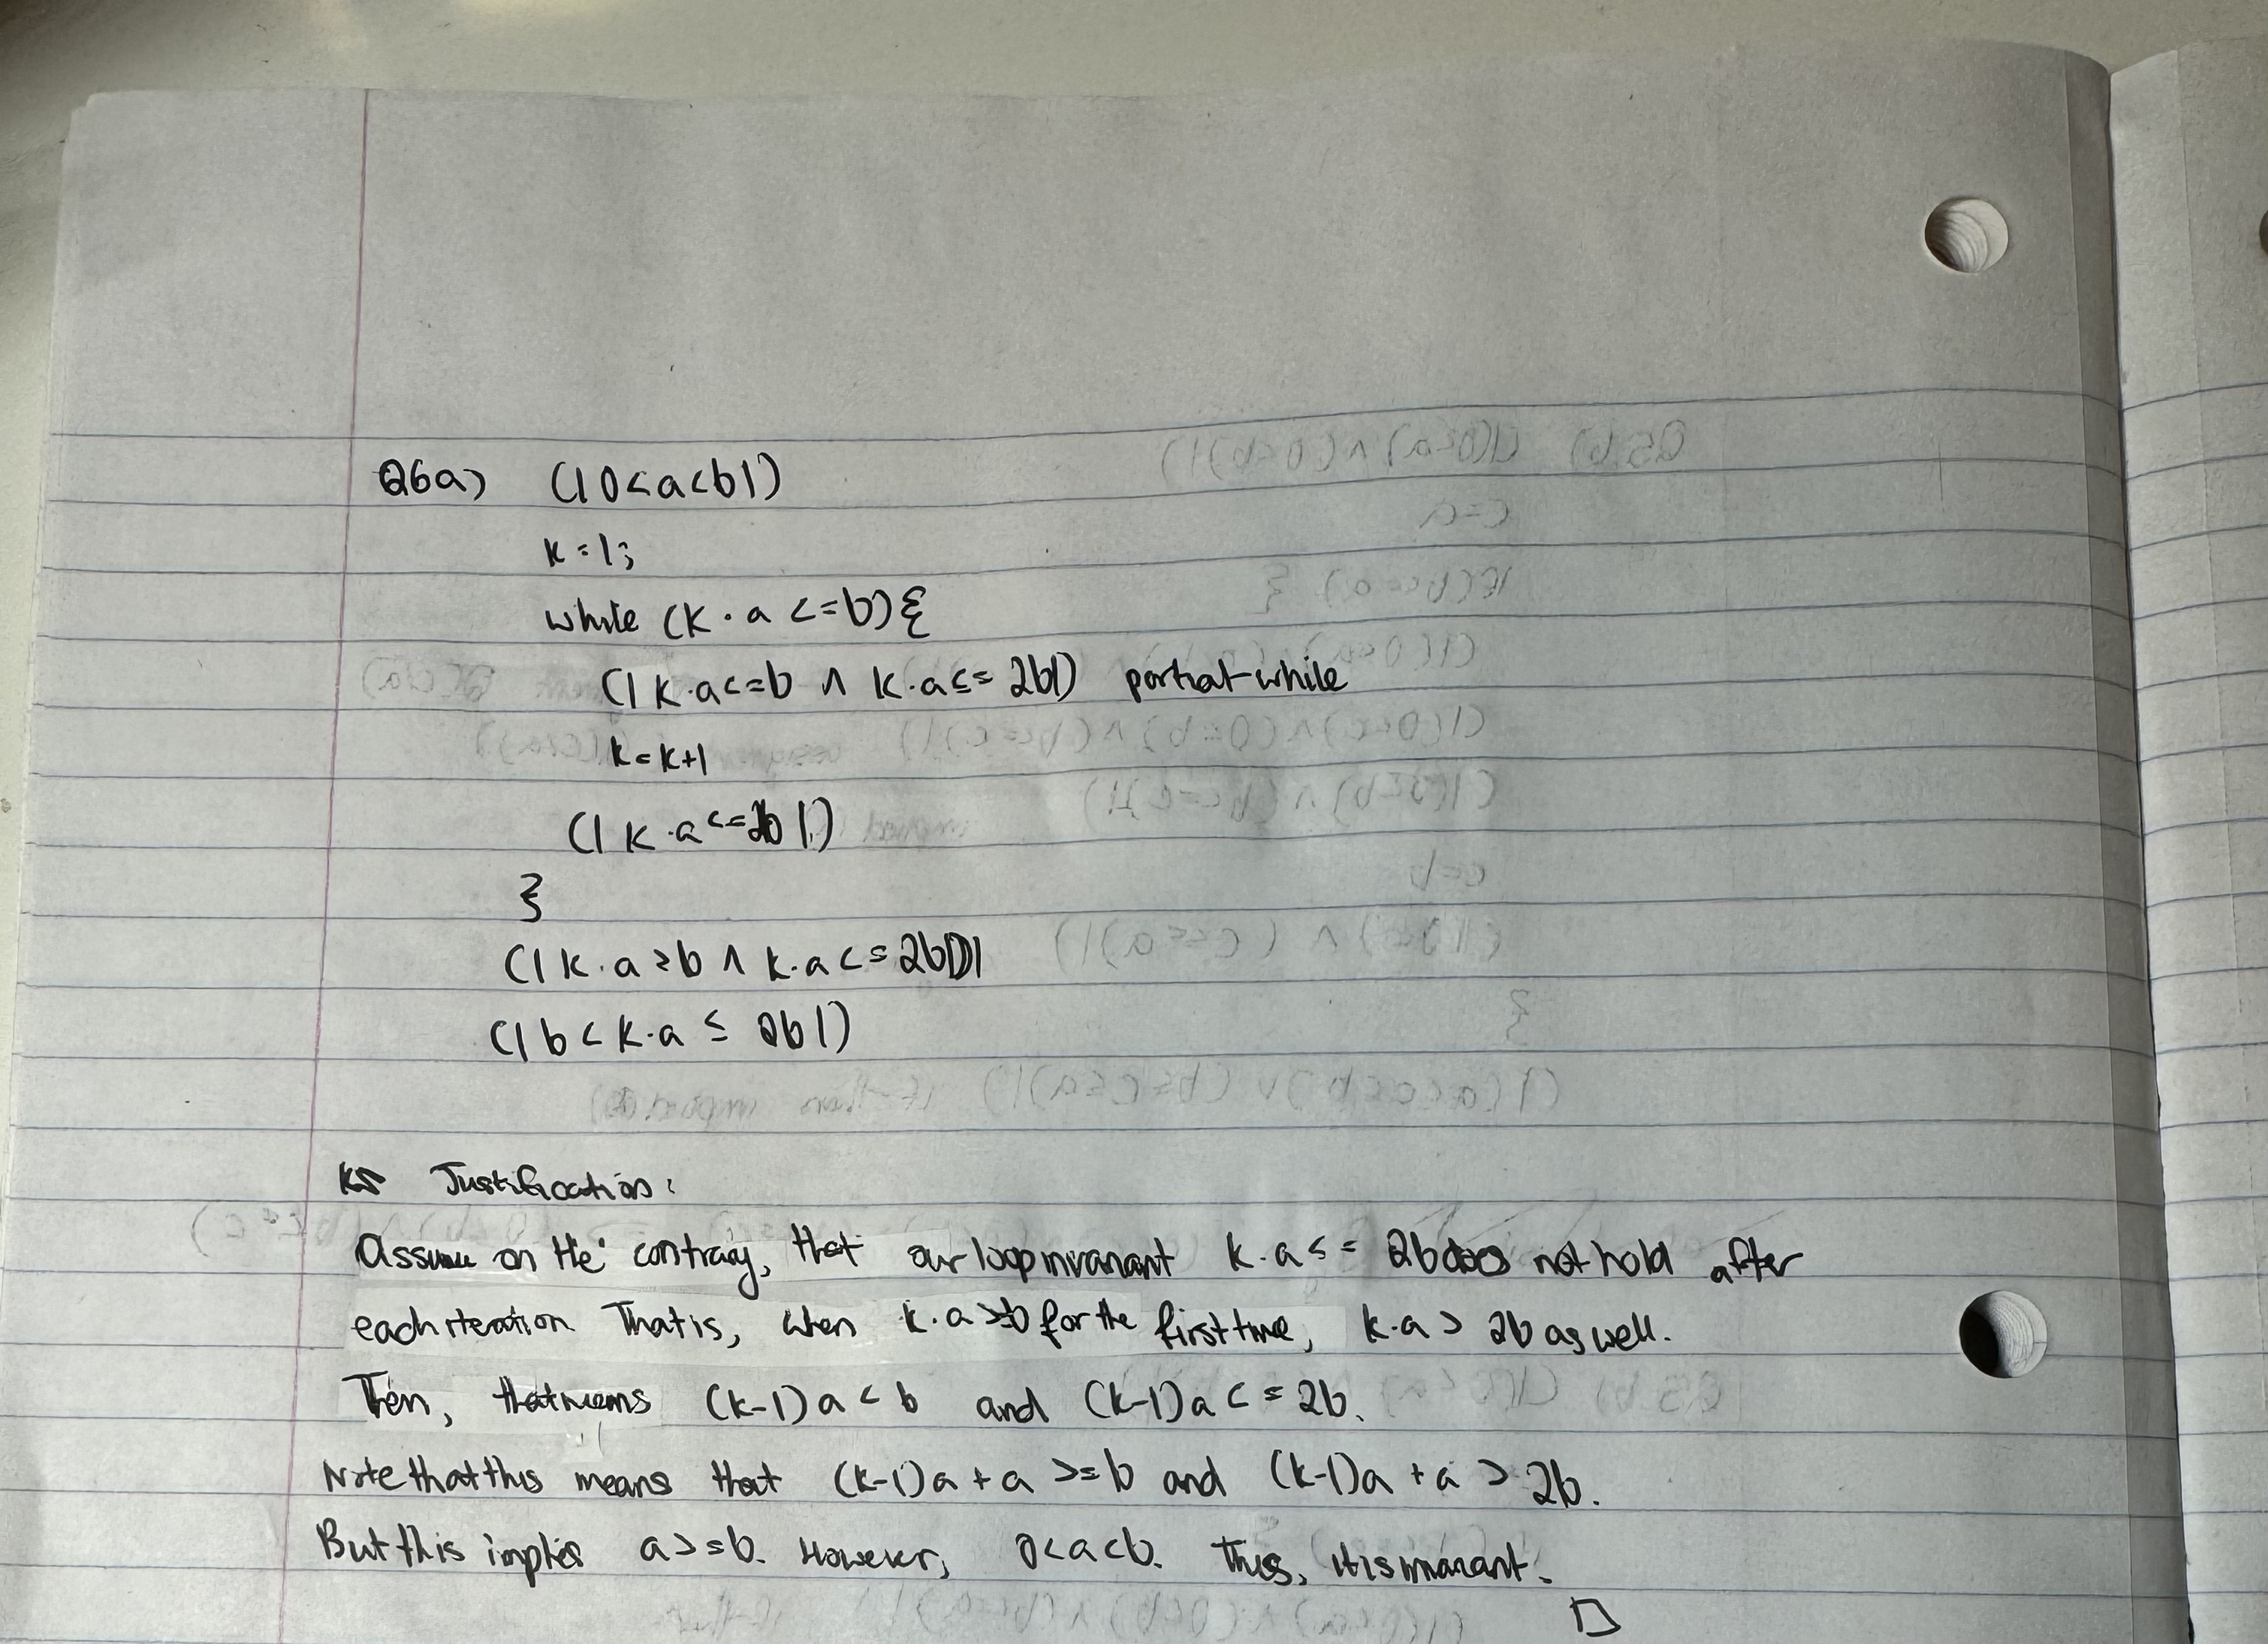 Q6a) (| 0<a<b |)
k=1;
while (k·a <=b){
(| k·a<=b ∧ k·a<= 2b |) partial-while
k=k+1
(| k·a<=2b |)
}
(| k·a>b ∧ k·a<=2b |)
(| b<k·a≤ 2b |)
Justification:
Assume on the contrary, that our loop invariant k·a<= 2b does not hold after
each iteration. That is, when k·a>b for the first time, k·a> 2b as well.
Then, that means (k-1)a<b and (k-1)a<=2b.
Note that this means that (k-1)a+a >=b and (k-1)a+a> 2b.
But this implies a>=b. However, 0<a<b. Thus, it is invariant.